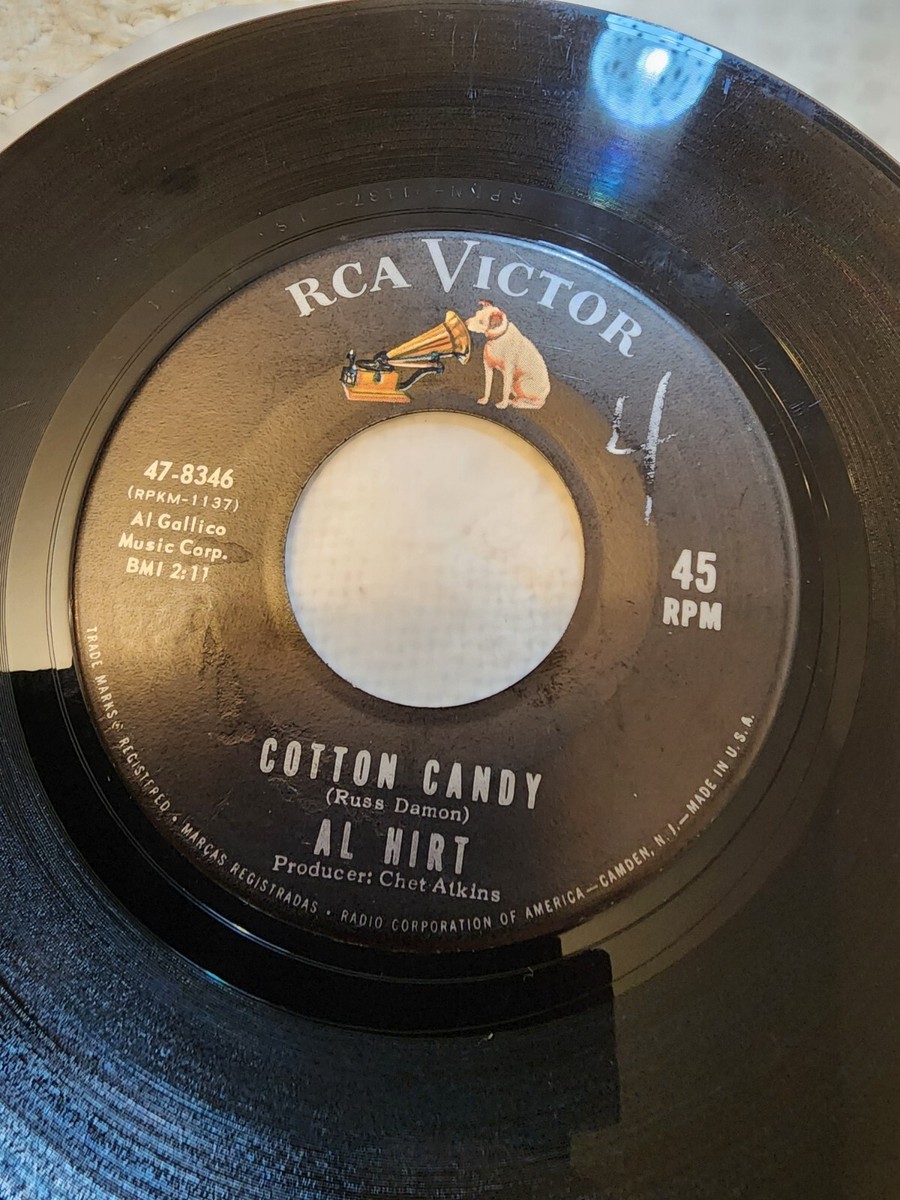 RCA VICTOR
4
47-8346
(RPKM-1137)
Al Gallico
Music Corp.
BMI 2:11
45
RPM
COTTON CANDY
(Russ Damon)
AL HIRT
Producer: Chet Atkins
TRADE MARKS ® REGISTERED • MARCAS REGISTRADAS • RADIO CORPORATION OF AMERICA—CAMDEN, N. J.—MADE IN U. S. A.